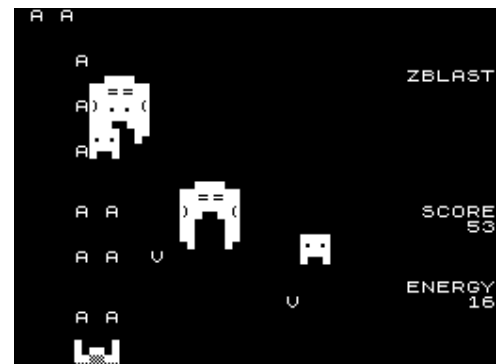 A A
A
ZBLAST
A
A
A A
SCORE
53
A A V
ENERGY
V
16
A A